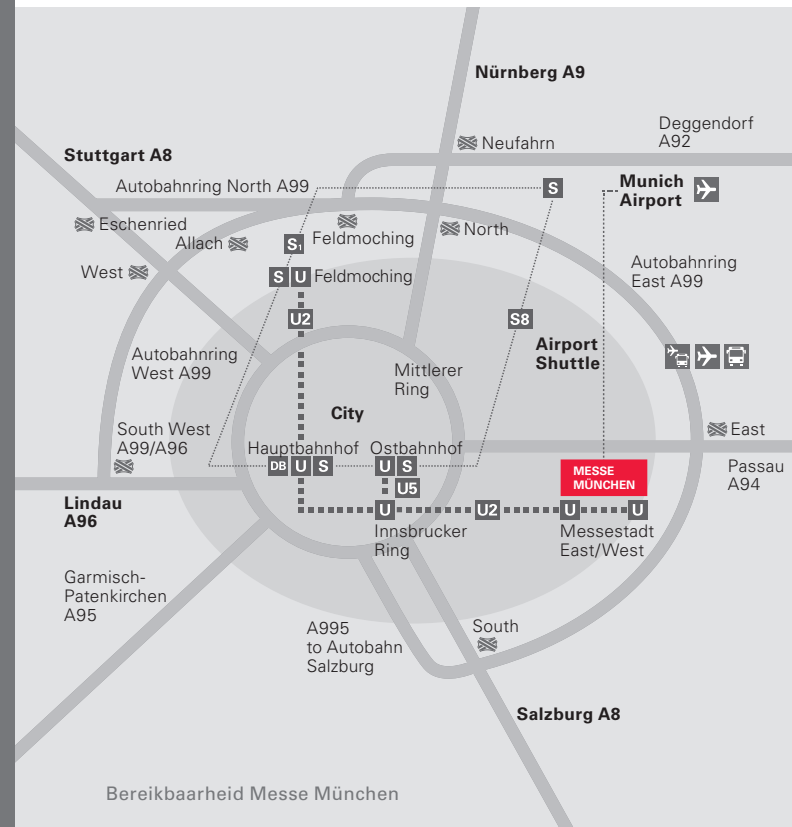 Nürnberg A9
Deggendorf
A92
Neufahrn
Stuttgart A8
Autobahnring North A99
S
Munich
Airport
Eschenried
Allach
S1
Feldmoching
North
West
S U Feldmoching
Autobahnring
East A99
U2
S8
Airport
Shuttle
Autobahnring
West A99
Mittlerer
Ring
City
South West
A99/A96
East
Hauptbahnhof
DB U S
Ostbahnhof
U S
U5
MESSE
MÜNCHEN
Passau
A94
Lindau
A96
U
U2
U
U
Innsbrucker
Ring
Messestadt
East/West
Garmisch-
Patenkirchen
A95
A995
to Autobahn
Salzburg
South
Salzburg A8
Bereikbaarheid Messe München